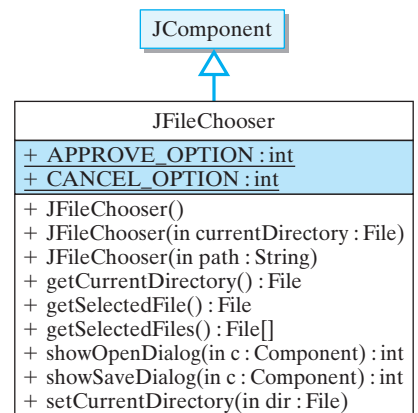 JComponent
JFileChooser
+ APPROVE_OPTION : int
+ CANCEL_OPTION : int
+ JFileChooser()
+ JFileChooser(in currentDirectory : File)
+ JFileChooser(in path : String)
+ getCurrentDirectory() : File
+ getSelectedFile() : File
+ getSelectedFiles() : File[]
+ showOpenDialog(in c : Component) : int
+ showSaveDialog(in c : Component) : int
+ setCurrentDirectory(in dir : File)